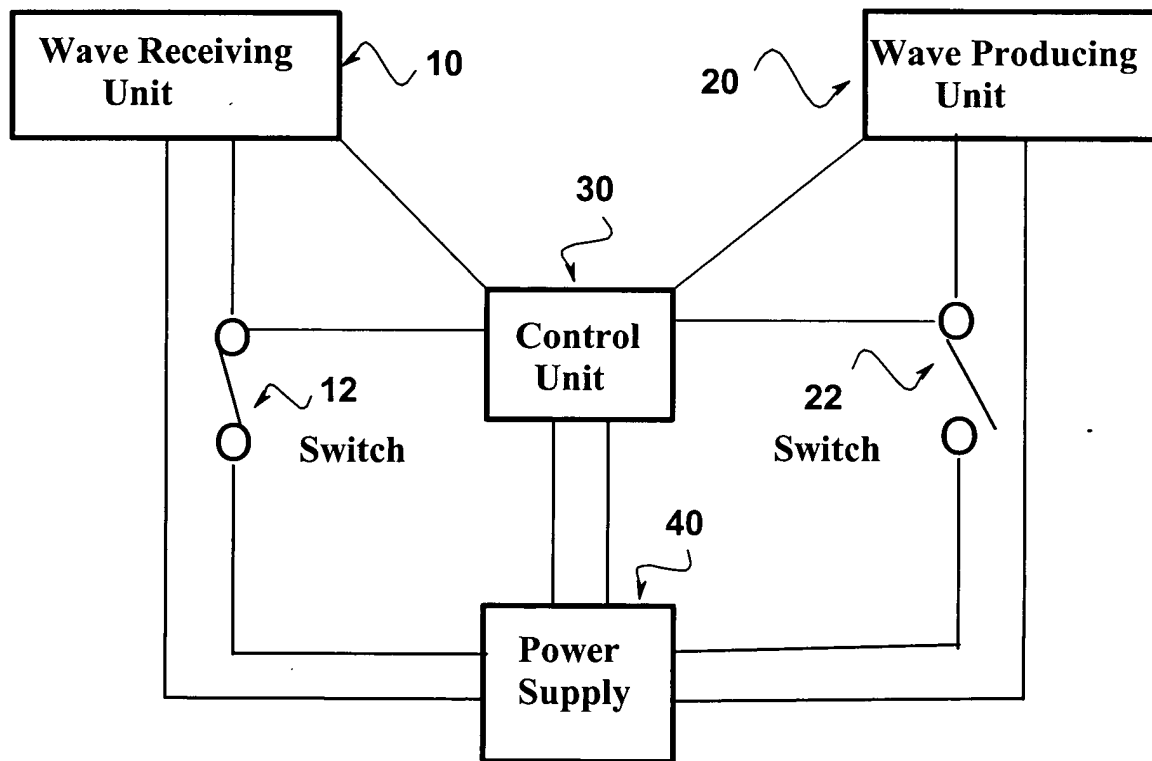 Wave Receiving
Unit
10
20
Wave Producing
Unit
30
Control
Unit
12
Switch
22
Switch
40
Power
Supply